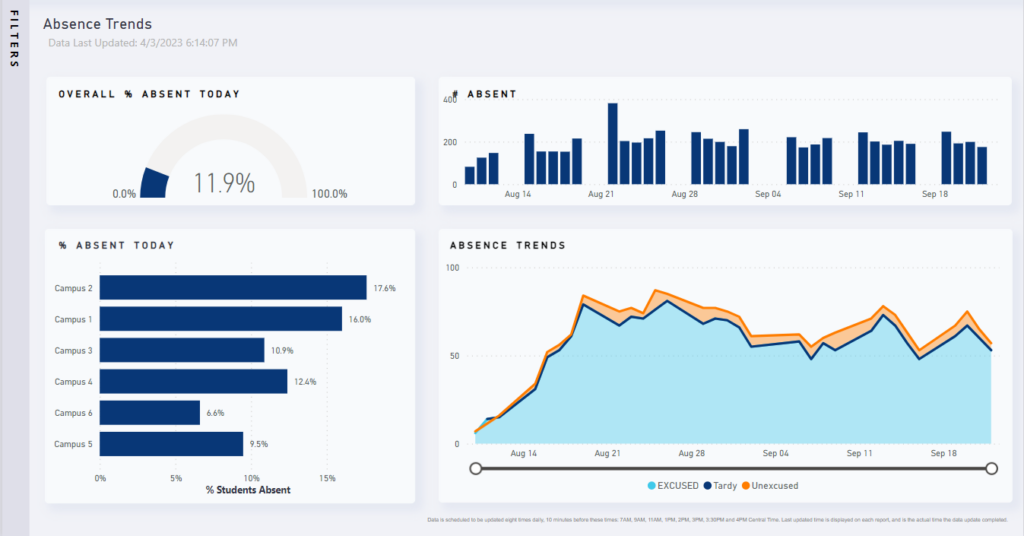 FILTERS
Absence Trends
Data Last Updated: 4/3/2023 6:14:07 PM
OVERALL % ABSENT TODAY
11.9%
0.0%
100.0%
# ABSENT
400
200
0
Aug 14 Aug 21 Aug 28 Sep 04 Sep 11 Sep 18
% ABSENT TODAY
Campus 2 17.6%
Campus 1 16.0%
Campus 3 10.9%
Campus 4 12.4%
Campus 6 6.6%
Campus 5 9.5%
0% 5% 10% 15%
% Students Absent
ABSENCE TRENDS
100
50
0
Aug 14 Aug 21 Aug 28 Sep 04 Sep 11 Sep 18
EXCUSED Tardy Unexcused
Data is scheduled to be updated eight times daily, 10 minutes before these times: 7AM, 9AM, 11AM, 1PM, 2PM, 3PM, 3:30PM and 4PM Central Time. Last updated time is displayed on each report, and is the actual time the data update completed.